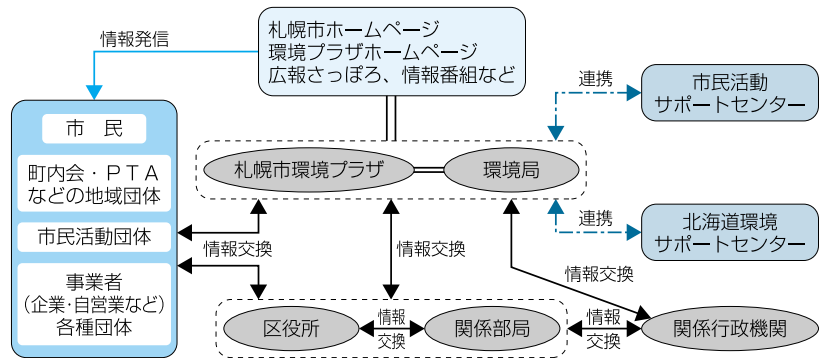 札幌市ホームページ
環境プラザホームページ
広報さっぽろ、情報番組など
情報発信
連携
市民活動
サポートセンター
市　民
町内会・ＰＴＡ
などの地域団体
市民活動団体
事業者
（企業・自営業など）
各種団体
札幌市環境プラザ
環境局
連携
北海道環境
サポートセンター
情報交換
情報交換
情報交換
区役所
情報
交換
関係部局
情報
交換
関係行政機関